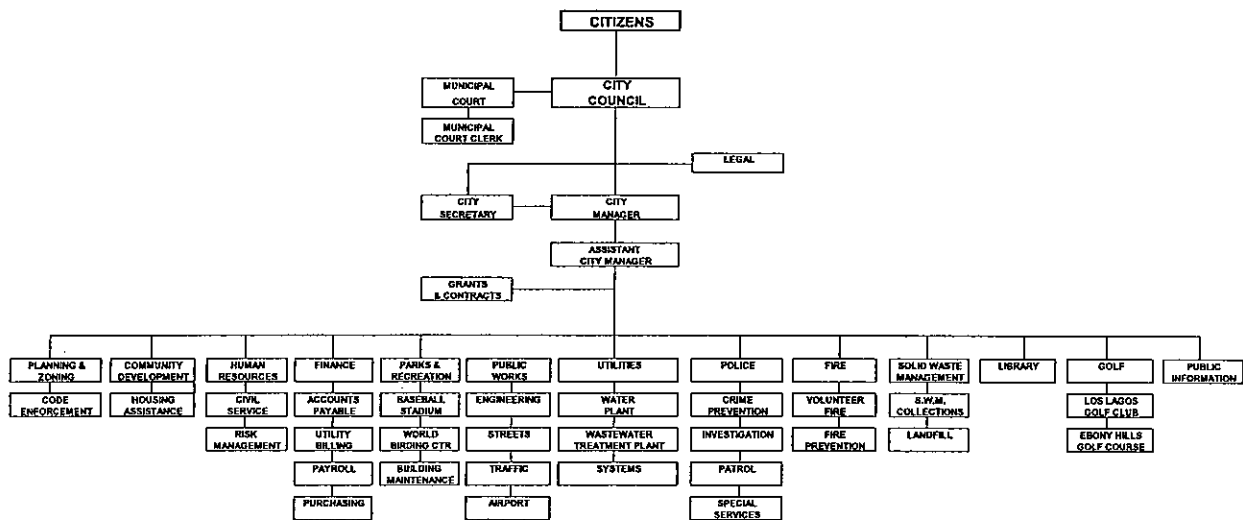 CITIZENS
MUNICIPAL
COURT
CITY
COUNCIL
MUNICIPAL
COURT CLERK
LEGAL
CITY
SECRETARY
CITY
MANAGER
ASSISTANT
CITY MANAGER
GRANTS
& CONTRACTS
PLANNING &
ZONING
COMMUNITY
DEVELOPMENT
HUMAN
RESOURCES
FINANCE
PARKS &
RECREATION
PUBLIC
WORKS
UTILITIES
POLICE
FIRE
SOLID WASTE
MANAGEMENT
LIBRARY
GOLF
PUBLIC
INFORMATION
CODE
ENFORCEMENT
HOUSING
ASSISTANCE
CIVIL
SERVICE
ACCOUNTS
PAYABLE
BASEBALL
STADIUM
ENGINEERING
WATER
PLANT
CRIME
PREVENTION
VOLUNTEER
FIRE
S.W.M.
COLLECTIONS
LOS LAGOS
GOLF CLUB
RISK
MANAGEMENT
UTILITY
BILLING
WORLD
BIRDING CTR
STREETS
WASTEWATER
TREATMENT PLANT
INVESTIGATION
FIRE
PREVENTION
LANDFILL
EBONY HILLS
GOLF COURSE
PAYROLL
BUILDING
MAINTENANCE
TRAFFIC
SYSTEMS
PATROL
PURCHASING
AIRPORT
SPECIAL
SERVICES